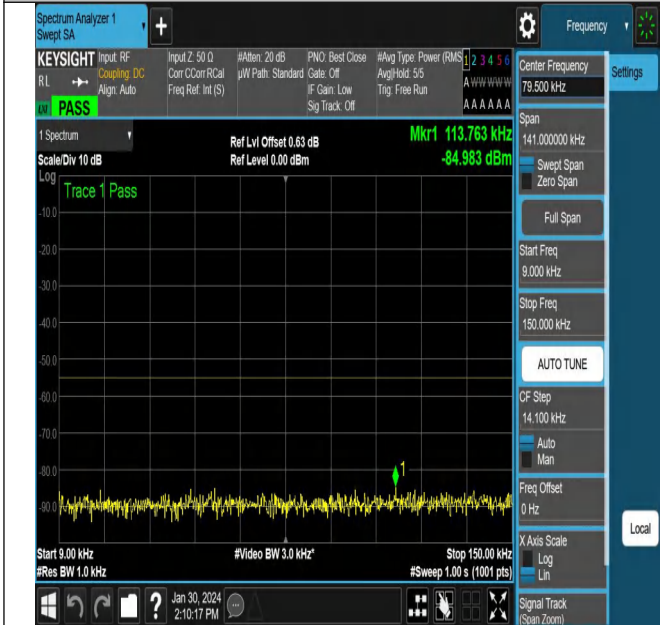 Spectrum Analyzer 1
Swept SA
+
Frequency
KEYSIGHT
Input: RF
Input Z: 50 Ω
#Atten: 20 dB
PNO: Best Close
#Avg Type: Power (RMS
1 2 3 4 5 6
RL
Coupling: DC
Corr CCorr RCal
µW Path: Standard
Gate: Off
Avg|Hold: 5/5
A W W W W W
Align: Auto
Freq Ref: Int (S)
IF Gain: Low
Trig: Free Run
Sig Track: Off
A A A A A A
PASS
1 Spectrum
Ref Lvl Offset 0.63 dB
Mkr1 113.763 kHz
Scale/Div 10 dB
Ref Level 0.00 dBm
-84.983 dBm
Log
Trace 1 Pass
-10.0
-20.0
-30.0
-40.0
-50.0
-60.0
-70.0
-80.0
-90.0
1
Start 9.00 kHz
#Video BW 3.0 kHz*
Stop 150.00 kHz
#Res BW 1.0 kHz
#Sweep 1.00 s (1001 pts)
Center Frequency
79.500 kHz
Settings
Span
141.000000 kHz
Swept Span
Zero Span
Full Span
Start Freq
9.000 kHz
Stop Freq
150.000 kHz
AUTO TUNE
CF Step
14.100 kHz
Auto
Man
Freq Offset
0 Hz
Local
X Axis Scale
Log
Lin
Signal Track
(Span Zoom)
?
Jan 30, 2024
2:10:17 PM